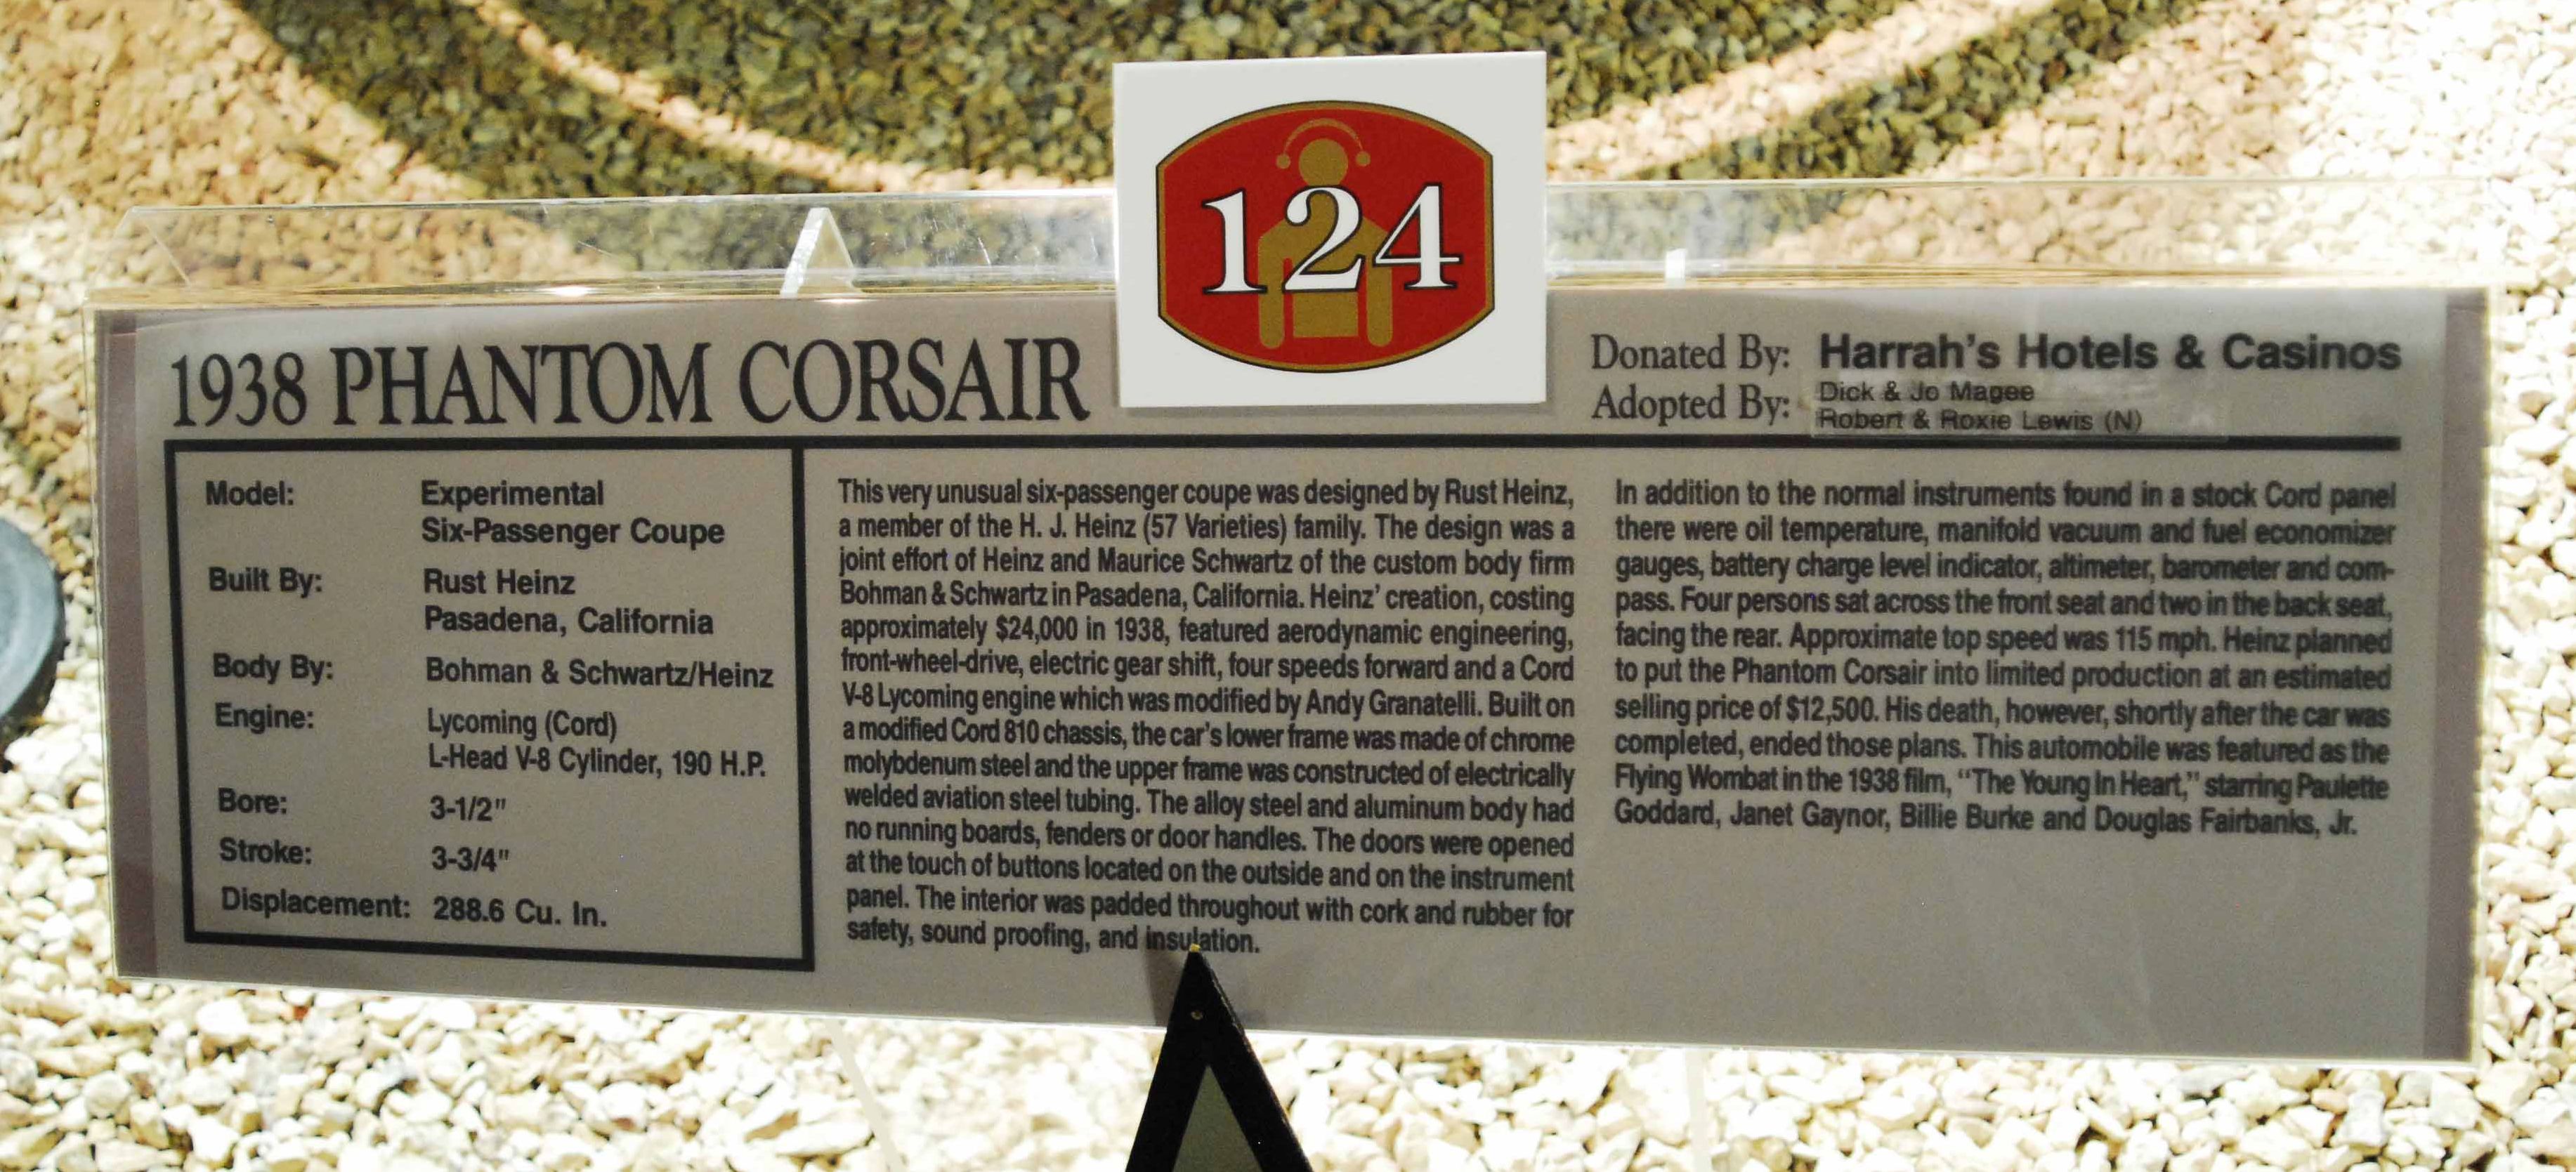 124
1938 PHANTOM CORSAIR
Donated By: Harrah's Hotels & Casinos
Adopted By: Dick & Jo Magee
Robert & Roxie Lewis (N)
Model: Experimental
Six-Passenger Coupe
Built By: Rust Heinz
Pasadena, California
Body By: Bohman & Schwartz/Heinz
Engine: Lycoming (Cord)
L-Head V-8 Cylinder, 190 H.P.
Bore: 3-1/2"
Stroke: 3-3/4"
Displacement: 288.6 Cu. In.
This very unusual six-passenger coupe was designed by Rust Heinz,
a member of the H. J. Heinz (57 Varieties) family. The design was a
joint effort of Heinz and Maurice Schwartz of the custom body firm
Bohman & Schwartz in Pasadena, California. Heinz' creation, costing
approximately $24,000 in 1938, featured aerodynamic engineering,
front-wheel-drive, electric gear shift, four speeds forward and a Cord
V-8 Lycoming engine which was modified by Andy Granatelli. Built on
a modified Cord 810 chassis, the car's lower frame was made of chrome
molybdenum steel and the upper frame was constructed of electrically
welded aviation steel tubing. The alloy steel and aluminum body had
no running boards, fenders or door handles. The doors were opened
at the touch of buttons located on the outside and on the instrument
panel. The interior was padded throughout with cork and rubber for
safety, sound proofing, and insulation.
In addition to the normal instruments found in a stock Cord panel
there were oil temperature, manifold vacuum and fuel economizer
gauges, battery charge level indicator, altimeter, barometer and com-
pass. Four persons sat across the front seat and two in the back seat,
facing the rear. Approximate top speed was 115 mph. Heinz planned
to put the Phantom Corsair into limited production at an estimated
selling price of $12,500. His death, however, shortly after the car was
completed, ended those plans. This automobile was featured as the
Flying Wombat in the 1938 film, "The Young In Heart," starring Paulette
Goddard, Janet Gaynor, Billie Burke and Douglas Fairbanks, Jr.